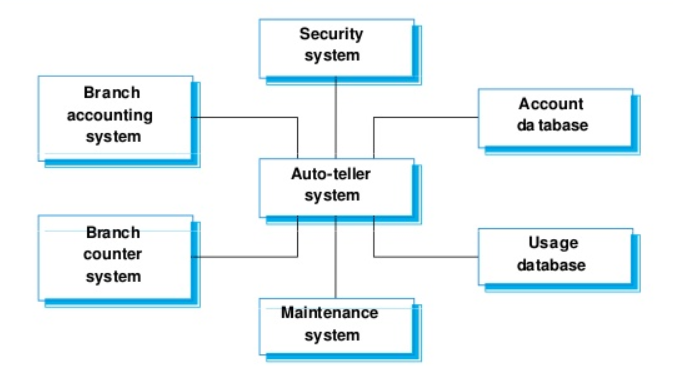 Security
system
Branch
accounting
system
Account
da tabase
Auto-teller
system
Branch
counter
system
Usage
database
Maintenance
system